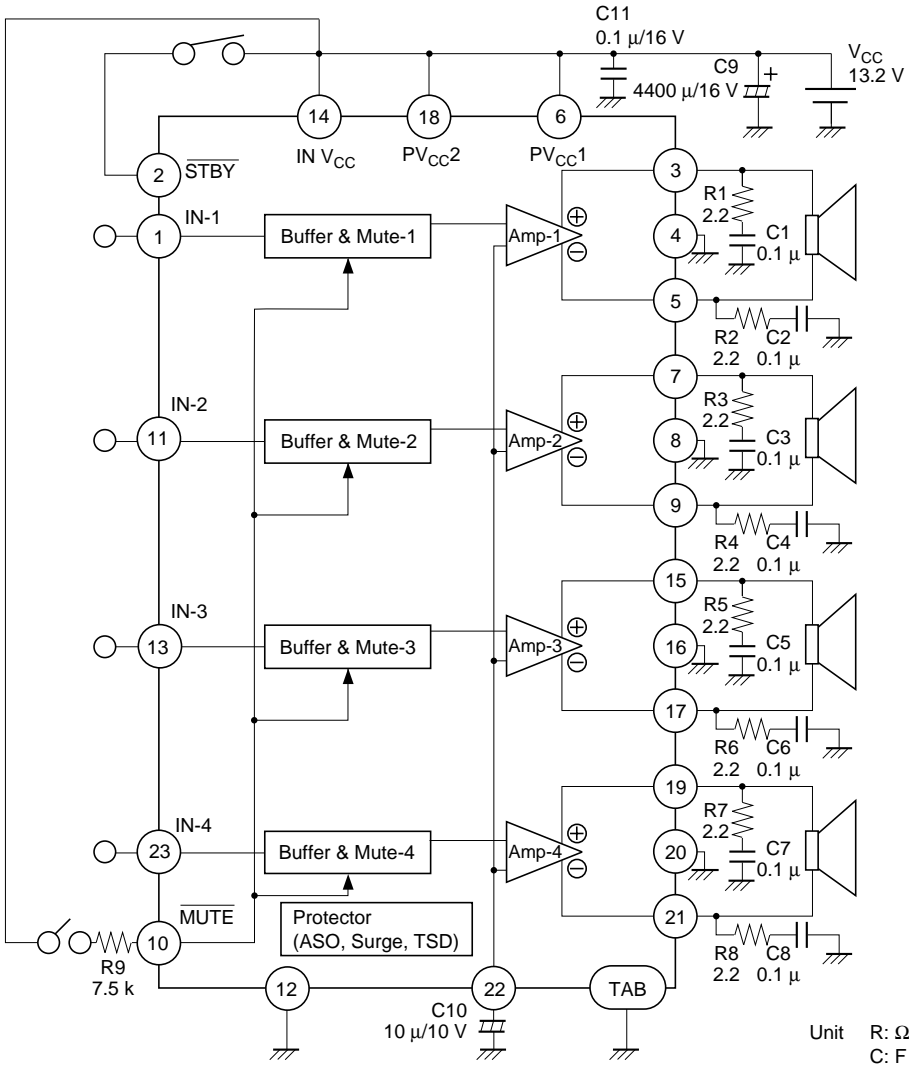 C11
0.1 μ/16 V
C9
+
4400 μ/16 V
VCC
13.2 V
14
18
6
IN VCC
PVCC2
PVCC1
2
STBY
3
IN-1
1
Buffer & Mute-1
Amp-1
+
−
4
R1
2.2
C1
0.1 μ
5
R2
2.2
C2
0.1 μ
7
IN-2
11
Buffer & Mute-2
Amp-2
+
−
8
R3
2.2
C3
0.1 μ
9
R4
2.2
C4
0.1 μ
15
IN-3
13
Buffer & Mute-3
Amp-3
+
−
16
R5
2.2
C5
0.1 μ
17
R6
2.2
C6
0.1 μ
19
IN-4
23
Buffer & Mute-4
Amp-4
+
−
20
R7
2.2
C7
0.1 μ
21
R8
2.2
C8
0.1 μ
MUTE
10
R9
7.5 k
Protector
(ASO, Surge, TSD)
12
22
TAB
C10
10 μ/10 V
Unit R: Ω
C: F